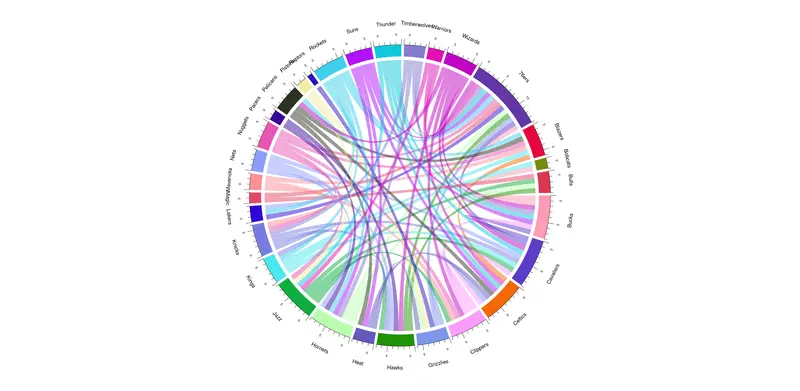 Thunder
Timberwolves
Warriors
Wizards
76ers
Blazers
Bobcats
Bulls
Bucks
Cavaliers
Celtics
Clippers
Grizzlies
Hawks
Heat
Hornets
Jazz
Kings
Knicks
Lakers
Magic
Mavericks
Nets
Nuggets
Pacers
Pelicans
Pistons
Raptors
Rockets
Suns